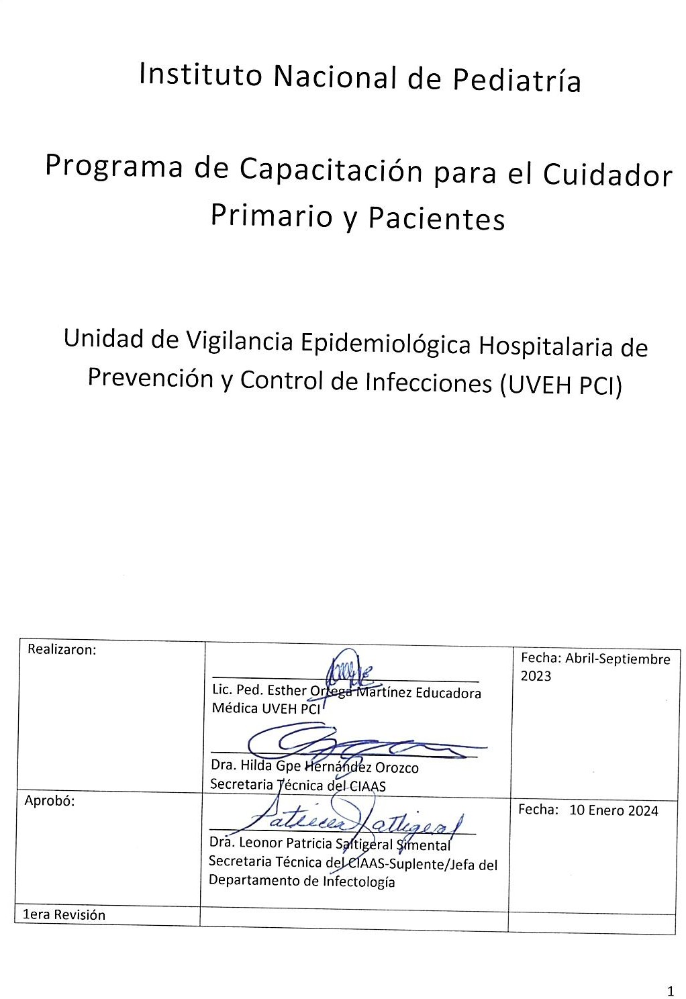 Instituto Nacional de Pediatría
Programa de Capacitación para el Cuidador
Primario y Pacientes
Unidad de Vigilancia Epidemiológica Hospitalaria de
Prevención y Control de Infecciones (UVEH PCI)
Realizaron:
Lic. Ped. Esther Ortega Martínez Educadora
Médica UVEH PCI
Dra. Hilda Gpe Hernández Orozco
Secretaria Técnica del CIAAS
Fecha: Abril-Septiembre
2023
Aprobó:
Patricia Saltigeral
Dra. Leonor Patricia Saltigeral Simental
Secretaria Técnica del CIAAS-Suplente/Jefa del
Departamento de Infectología
Fecha: 10 Enero 2024
1era Revisión
1